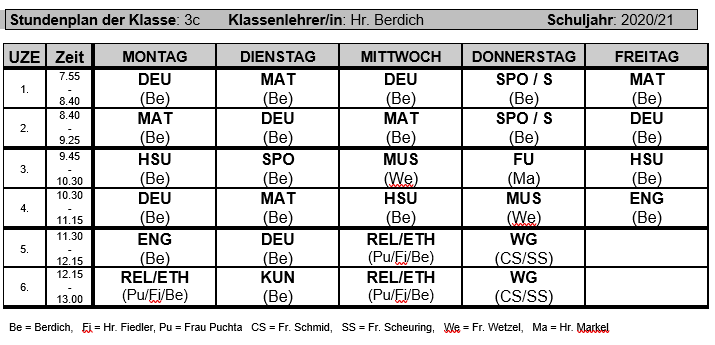 Stundenplan der Klasse: 3c Klassenlehrer/in: Hr. Berdich Schuljahr: 2020/21
UZE Zeit MONTAG DIENSTAG MITTWOCH DONNERSTAG FREITAG
1. 7.55 - 8.40 DEU MAT DEU SPO / S MAT
(Be) (Be) (Be) (Be) (Be)
2. 8.40 - 9.25 MAT DEU MAT SPO / S DEU
(Be) (Be) (Be) (Be) (Be)
3. 9.45 - 10.30 HSU SPO MUS FU HSU
(Be) (Be) (We) (Ma) (Be)
4. 10.30 - 11.15 DEU MAT HSU MUS ENG
(Be) (Be) (Be) (We) (Be)
5. 11.30 - 12.15 ENG DEU REL/ETH WG
(Be) (Be) (Pu/Fi/Be) (CS/SS)
6. 12.15 - 13.00 REL/ETH KUN REL/ETH WG
(Pu/Fi/Be) (Be) (Pu/Fi/Be) (CS/SS)
Be = Berdich, Fi = Hr. Fiedler, Pu = Frau Puchta CS = Fr. Schmid, SS = Fr. Scheuring, We = Fr. Wetzel, Ma = Hr. Markel